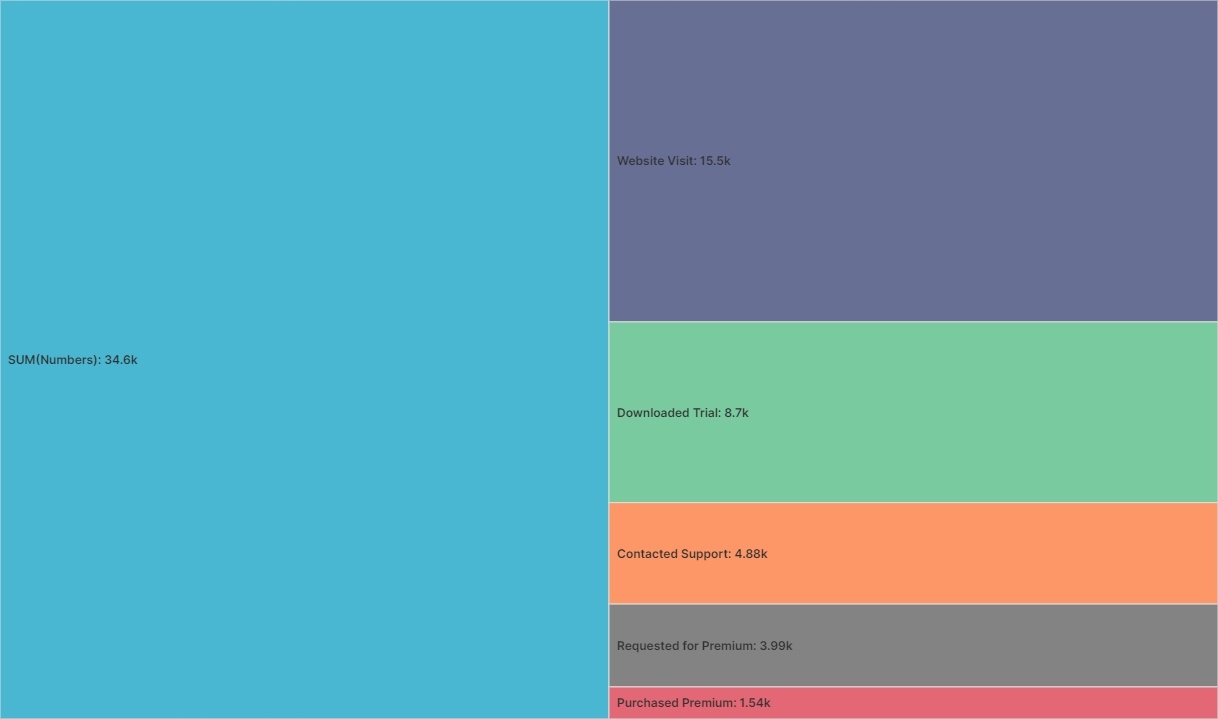 SUM(Numbers): 34.6k
Website Visit: 15.5k
Downloaded Trial: 8.7k
Contacted Support: 4.88k
Requested for Premium: 3.99k
Purchased Premium: 1.54k